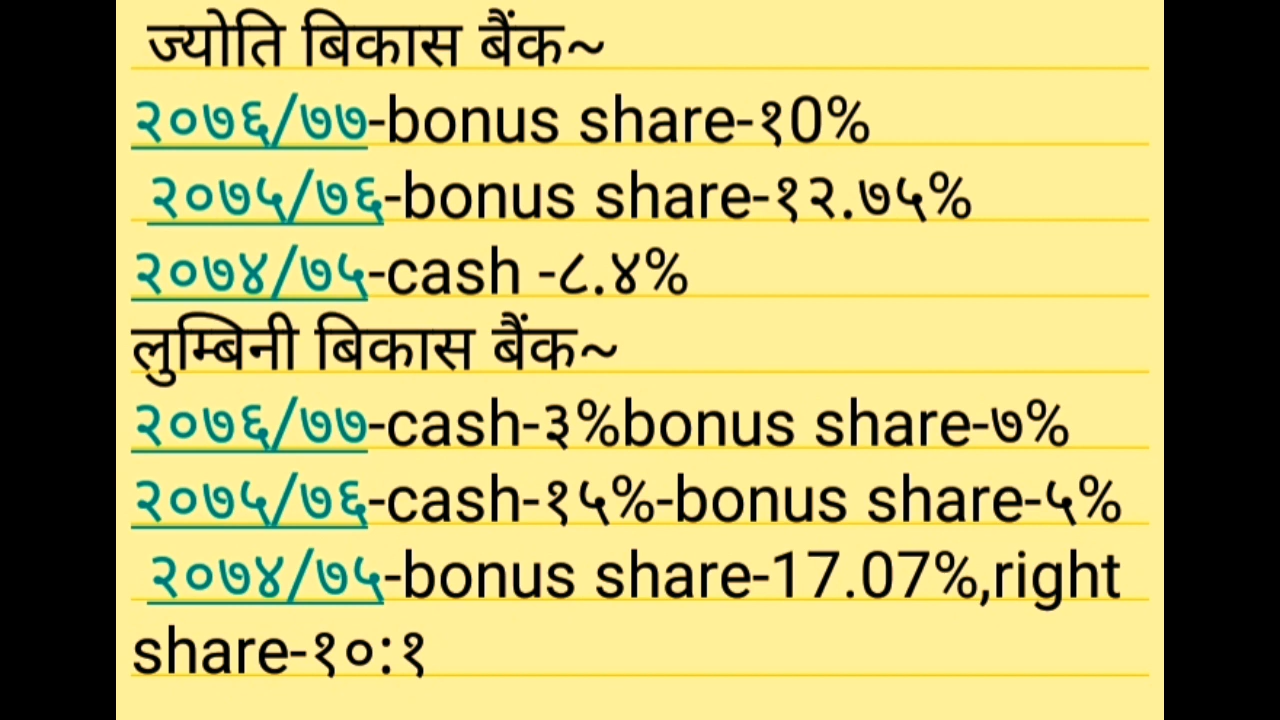 ज्योति बिकास बैंक~
२०७६/७७-bonus share-१0%
२०७५/७६-bonus share-१२.७५%
२०७४/७५-cash -८.४%
लुम्बिनी बिकास बैंक~
२०७६/७७-cash-३%bonus share-७%
२०७५/७६-cash-१५%-bonus share-५%
२०७४/७५-bonus share-17.07%,right
share-१०:१